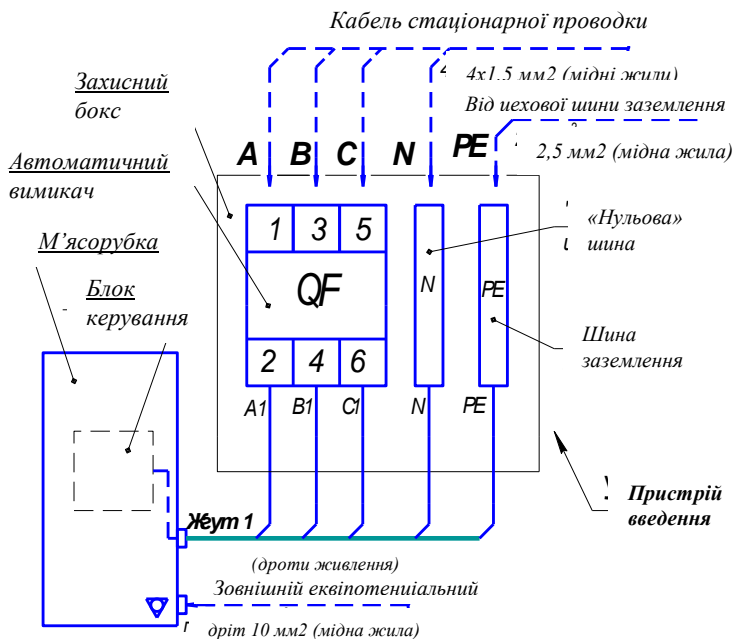 Кабель стаціонарної проводки
4х1,5 мм2 (мідні жили)
Захисний
бокс
Від цехової шини заземлення
2,5 мм2 (мідна жила)
A B C N PE
Автоматичний
вимикач
1 3 5
«Нульова»
шина
М’ясорубка
QF
N
PE
Блок
керування
Шина
заземлення
2 4 6
A1 B1 C1 N PE
Пристрій
введення
Жгут 1
(дроти живлення)
Зовнішній еквіпотенціальний
дріт 10 мм2 (мідна жила)